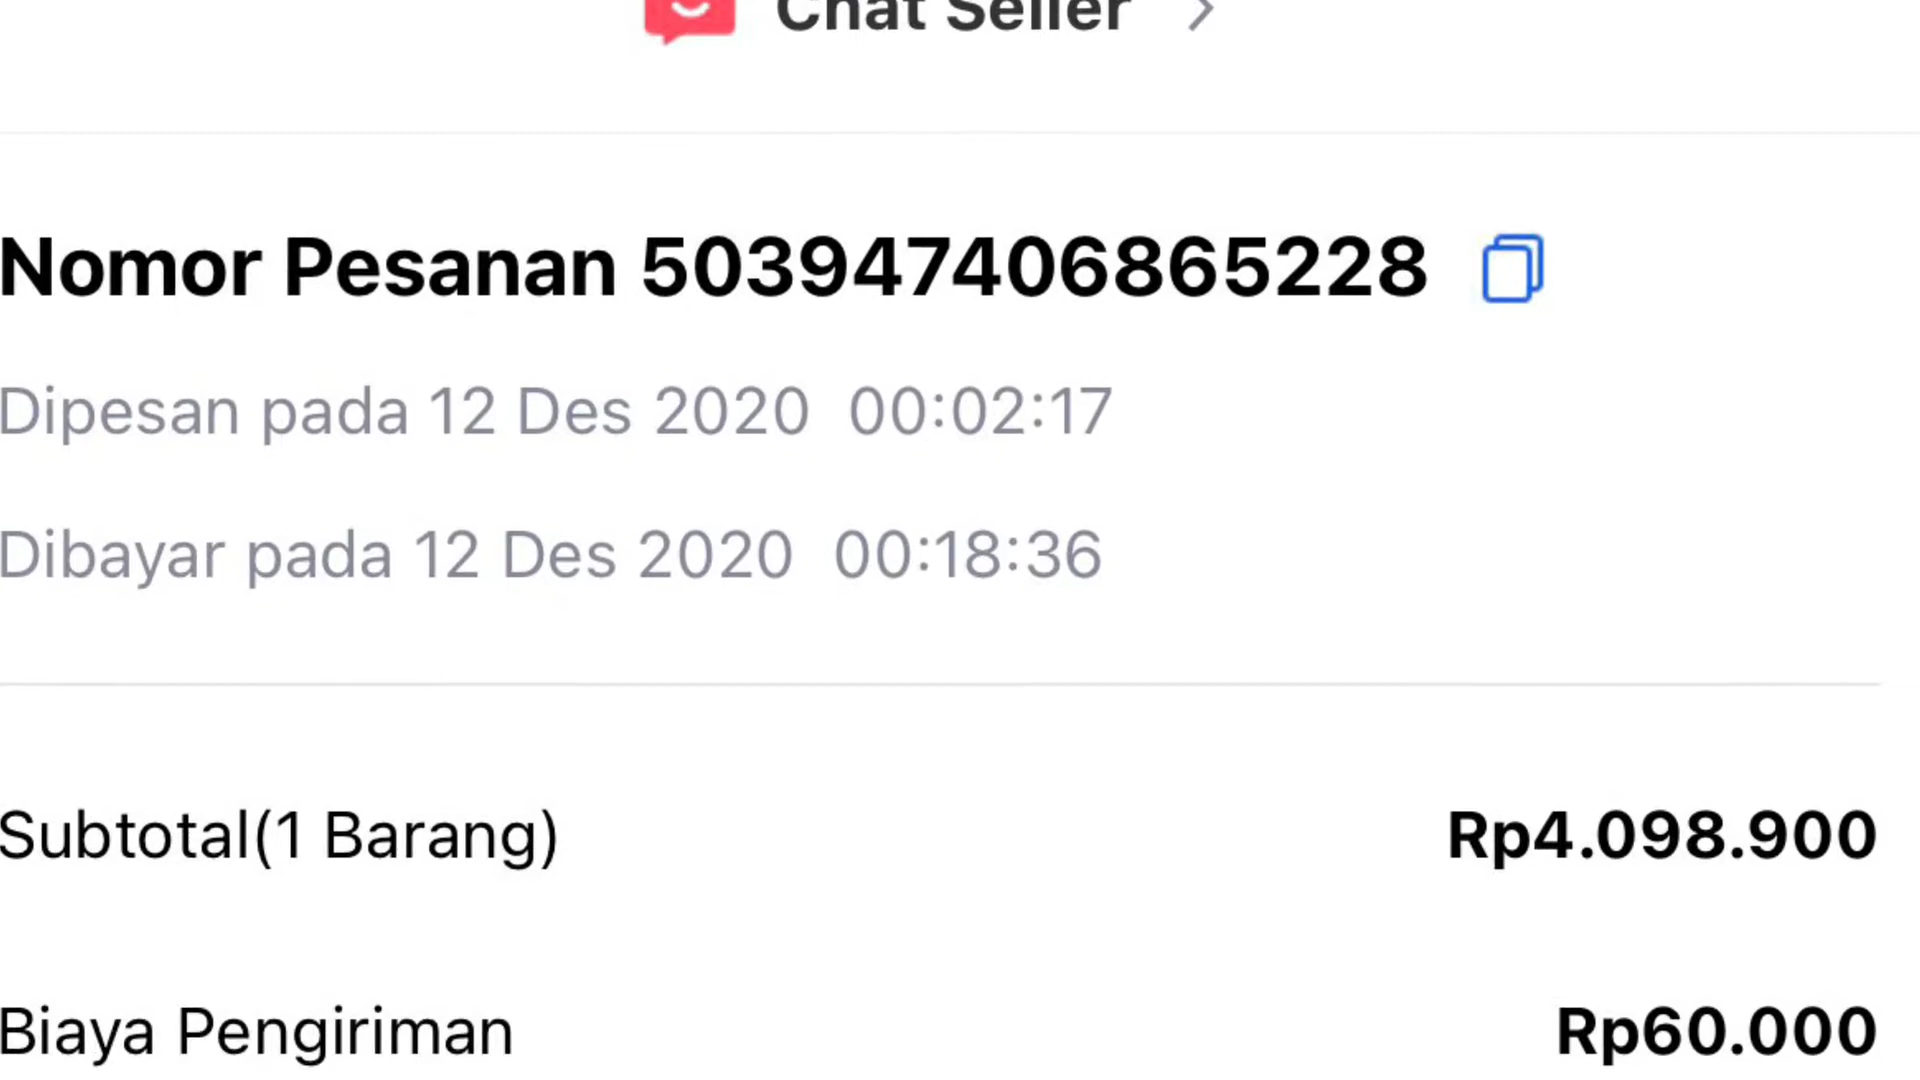 Chat Seller
Nomor Pesanan 503947406865228
Dipesan pada 12 Des 2020 00:02:17
Dibayar pada 12 Des 2020 00:18:36
Subtotal(1 Barang) Rp4.098.900
Biaya Pengiriman Rp60.000